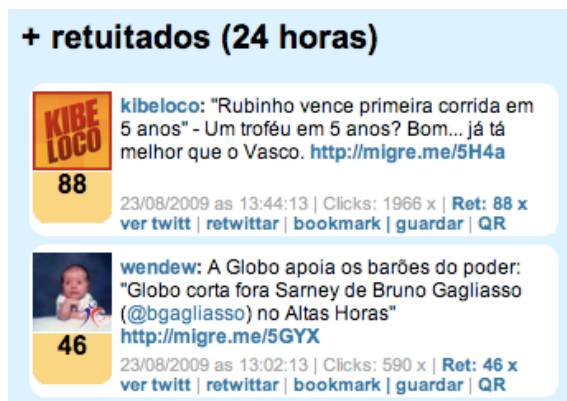 + retuitados (24 horas)
KIBE
LOCO
88
kibeloco: "Rubinho vence primeira corrida em
5 anos" - Um troféu em 5 anos? Bom... já tá
melhor que o Vasco. http://migre.me/5H4a
23/08/2009 as 13:44:13 | Clicks: 1966 x | Ret: 88 x
ver twitt | retwittar | bookmark | guardar | QR
46
wendew: A Globo apoia os barões do poder:
"Globo corta fora Sarney de Bruno Gagliasso
(@bgagliasso) no Altas Horas"
http://migre.me/5GYX
23/08/2009 as 13:02:13 | Clicks: 590 x | Ret: 46 x
ver twitt | retwittar | bookmark | guardar | QR